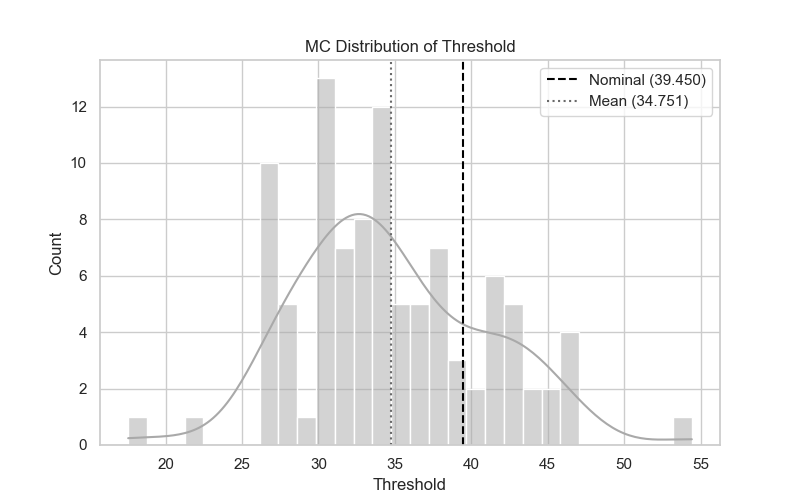 MC Distribution of Threshold
Nominal (39.450)
Mean (34.751)
Count
12
10
8
6
4
2
0
20 25 30 35 40 45 50 55
Threshold